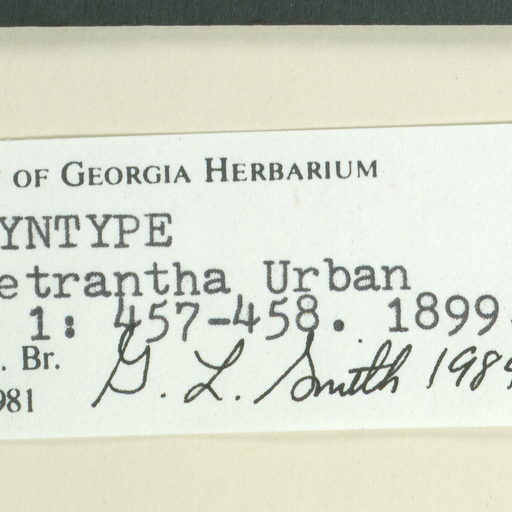 OF GEORGIA HERBARIUM
YNTYPE
etrantha Urban
1: 457-458. 1899.
. Br.
G. L. Smith 198
981